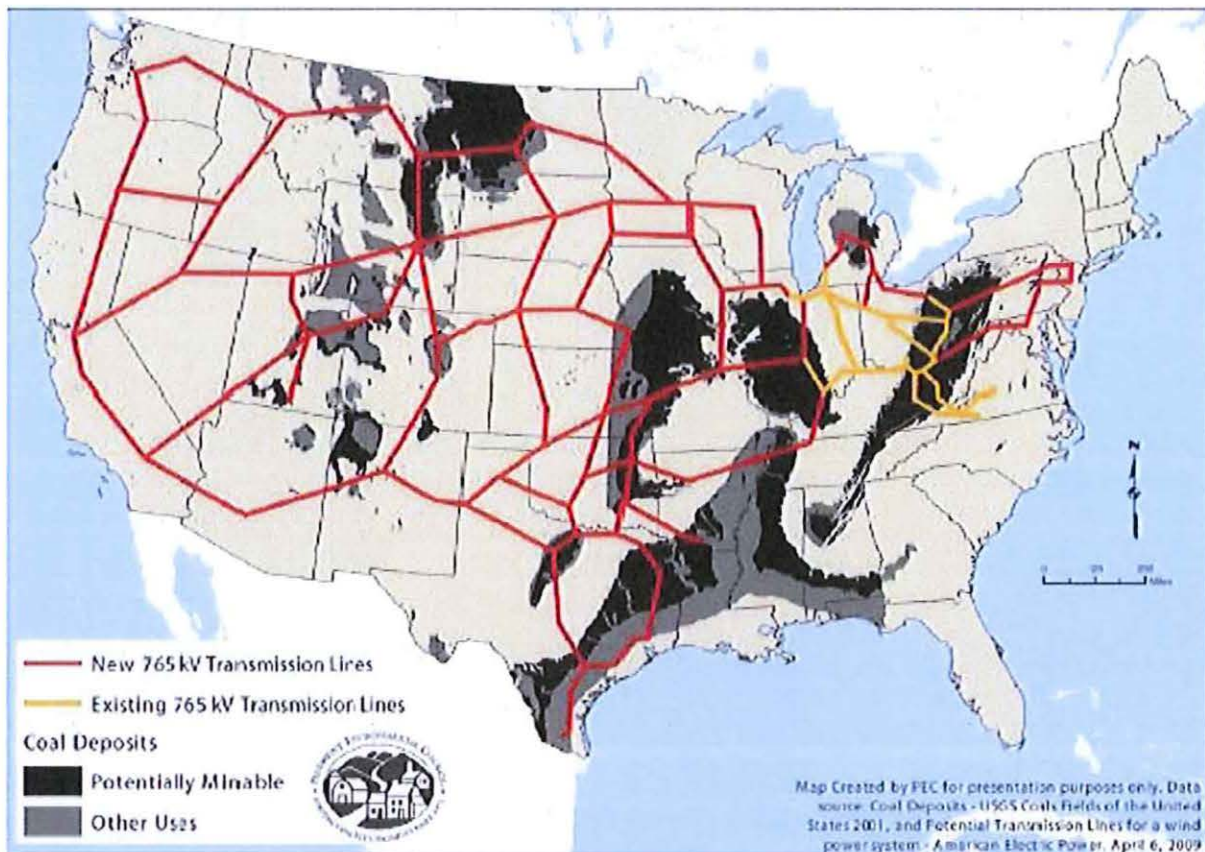 N
Miles
New 765 kV Transmission Lines
Existing 765 kV Transmission Lines
Coal Deposits
Potentially Minable
Other Uses
Map Created by PEC for presentation purposes only. Data
source: Coal Deposits - USGS Coals Fields of the United
States 2001, and Potential Transmission Lines for a wind
power system - American Electric Power. April 6, 2009